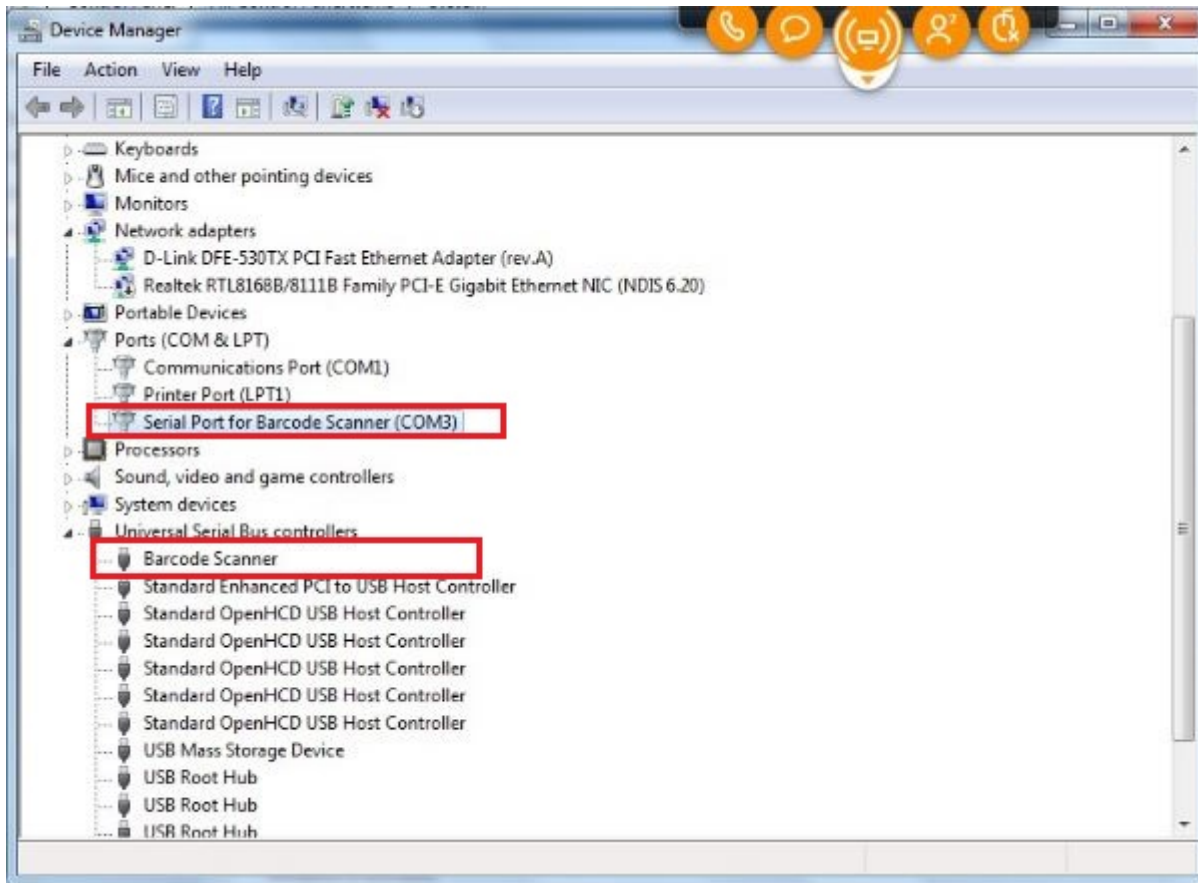 Device Manager
File Action View Help
Keyboards
Mice and other pointing devices
Monitors
Network adapters
D-Link DFE-530TX PCI Fast Ethernet Adapter (rev.A)
Realtek RTL8168B/8111B Family PCI-E Gigabit Ethernet NIC (NDIS 6.20)
Portable Devices
Ports (COM & LPT)
Communications Port (COM1)
Printer Port (LPT1)
Serial Port for Barcode Scanner (COM3)
Processors
Sound, video and game controllers
System devices
Universal Serial Bus controllers
Barcode Scanner
Standard Enhanced PCI to USB Host Controller
Standard OpenHCD USB Host Controller
Standard OpenHCD USB Host Controller
Standard OpenHCD USB Host Controller
Standard OpenHCD USB Host Controller
Standard OpenHCD USB Host Controller
USB Mass Storage Device
USB Root Hub
USB Root Hub
USB Root Hub